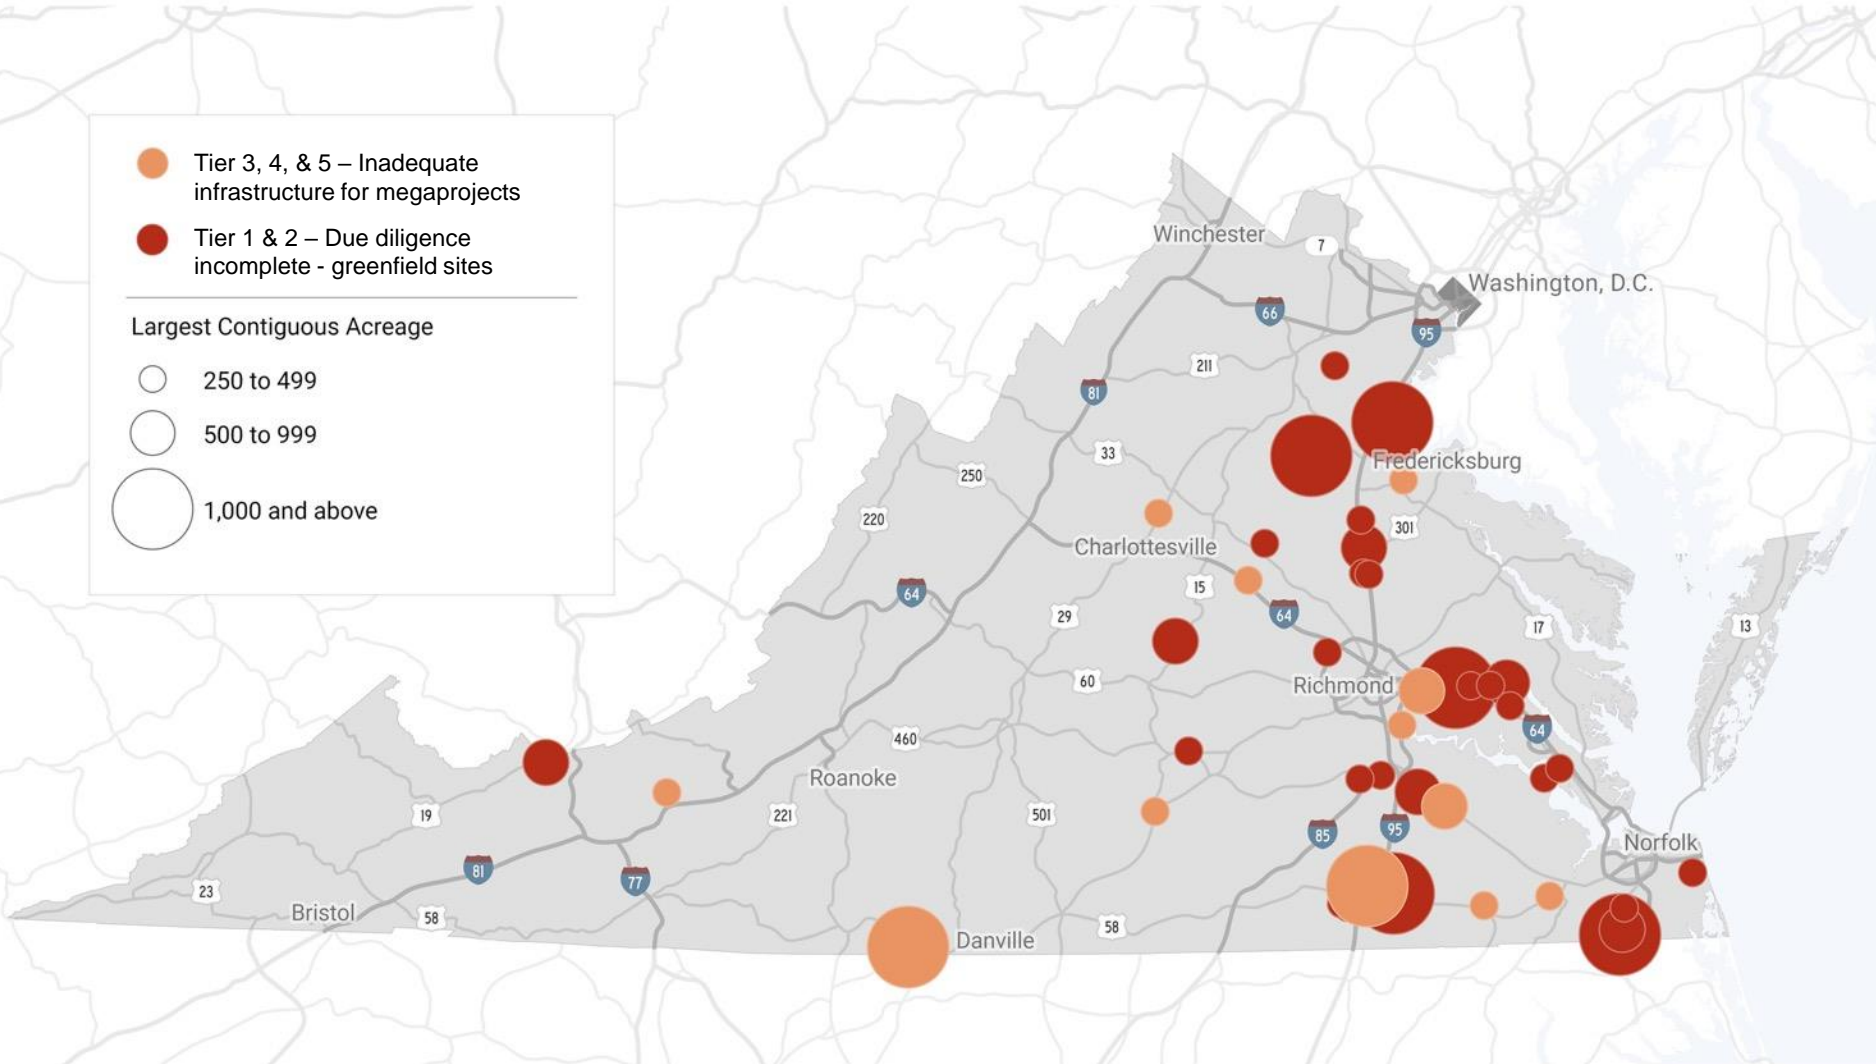 Tier 3, 4, & 5 – Inadequate
infrastructure for megaprojects
Tier 1 & 2 – Due diligence
incomplete - greenfield sites
Largest Contiguous Acreage
250 to 499
500 to 999
1,000 and above
Winchester
7
Washington, D.C.
66
95
211
81
33
Fredericksburg
250
220
301
Charlottesville
15
64
29
64
17
13
60
Richmond
64
460
Roanoke
19
221
501
85
95
Norfolk
81
77
23
Bristol
58
58
Danville